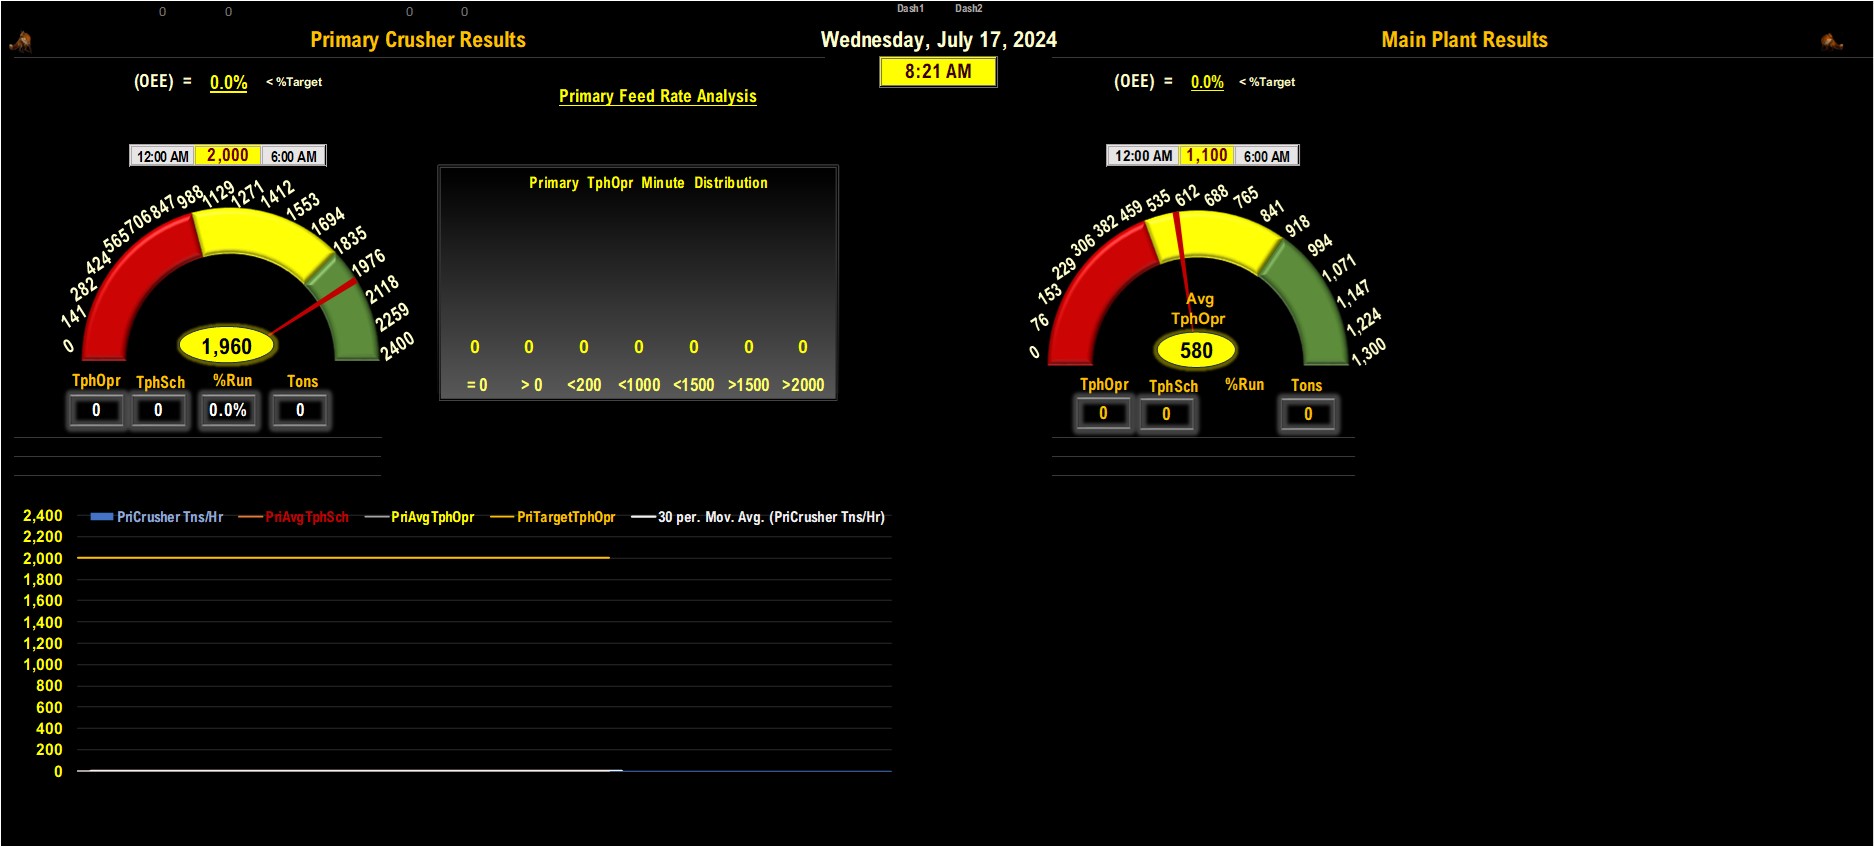 0 0 0 0 Dash1 Dash2
Primary Crusher Results
Wednesday, July 17, 2024
Main Plant Results
8:21 AM
(OEE) = 0.0% < %Target
Primary Feed Rate Analysis
(OEE) = 0.0% < %Target
12:00 AM 2,000 6:00 AM
0 141 282 424 565 706 847 988 1129 1271 1412 1553 1694 1835 1976 2118 2259 2400
1,960
TphOpr TphSch %Run Tons
0 0 0.0% 0
Primary TphOpr Minute Distribution
0 0 0 0 0 0 0
= 0 > 0 <200 <1000 <1500 >1500 >2000
12:00 AM 1,100 6:00 AM
0 76 153 229 306 382 459 535 612 688 765 841 918 994 1,071 1,147 1,224 1,300
Avg
TphOpr
580
TphOpr TphSch %Run Tons
0 0 0
PriCrusher Tns/Hr PriAvgTphSch PriAvgTphOpr PriTargetTphOpr 30 per. Mov. Avg. (PriCrusher Tns/Hr)
2,400
2,200
2,000
1,800
1,600
1,400
1,200
1,000
800
600
400
200
0